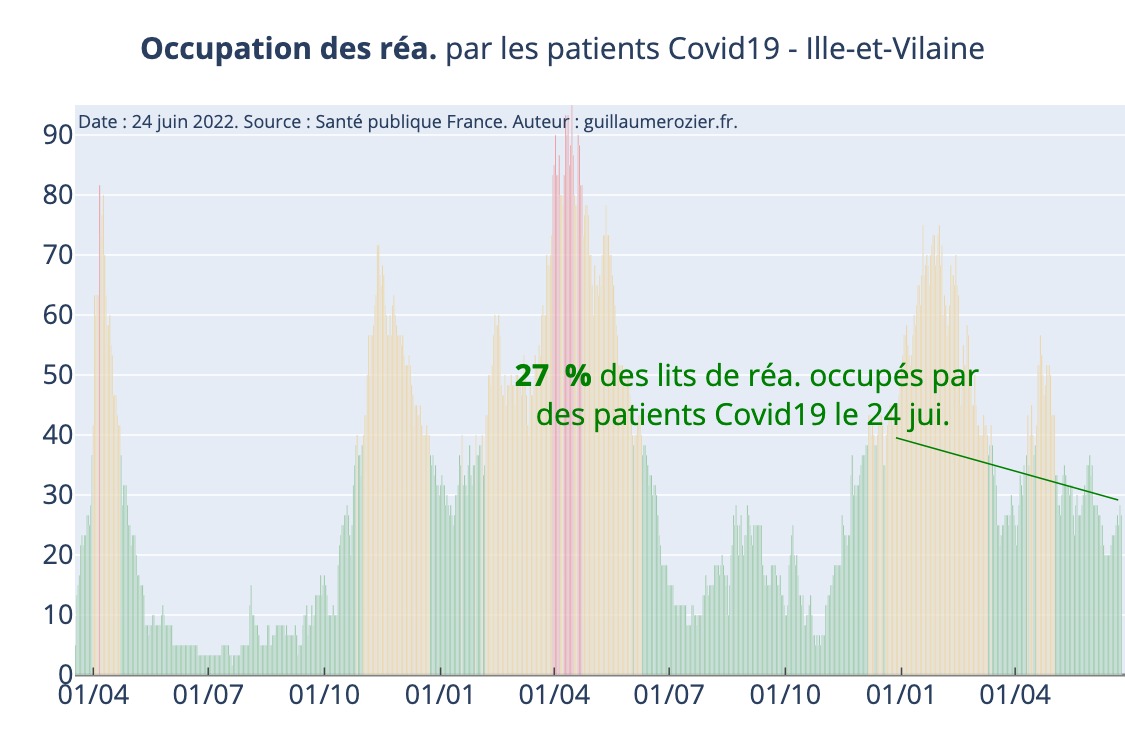 Occupation des réa. par les patients Covid19 - Ille-et-Vilaine
Date : 24 juin 2022. Source : Santé publique France. Auteur : guillaumerozier.fr.
90
80
70
60
50
40
30
20
10
0
27 % des lits de réa. occupés par
des patients Covid19 le 24 jui.
01/04 01/07 01/10 01/01 01/04 01/07 01/10 01/01 01/04